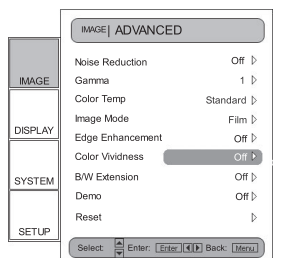 IMAGE| ADVANCED
IMAGE
DISPLAY
SYSTEM
SETUP
Noise Reduction Off
Gamma 1
Color Temp Standard
Image Mode Film
Edge Enhancement Off
Color Vividness Off
B/W Extension Off
Demo Off
Reset
Select: Enter: Enter Back: Menu